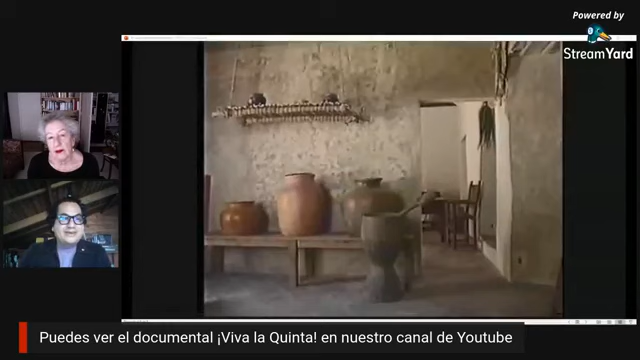 Powered by
StreamYard
Puedes ver el documental ¡Viva la Quinta! en nuestro canal de Youtube